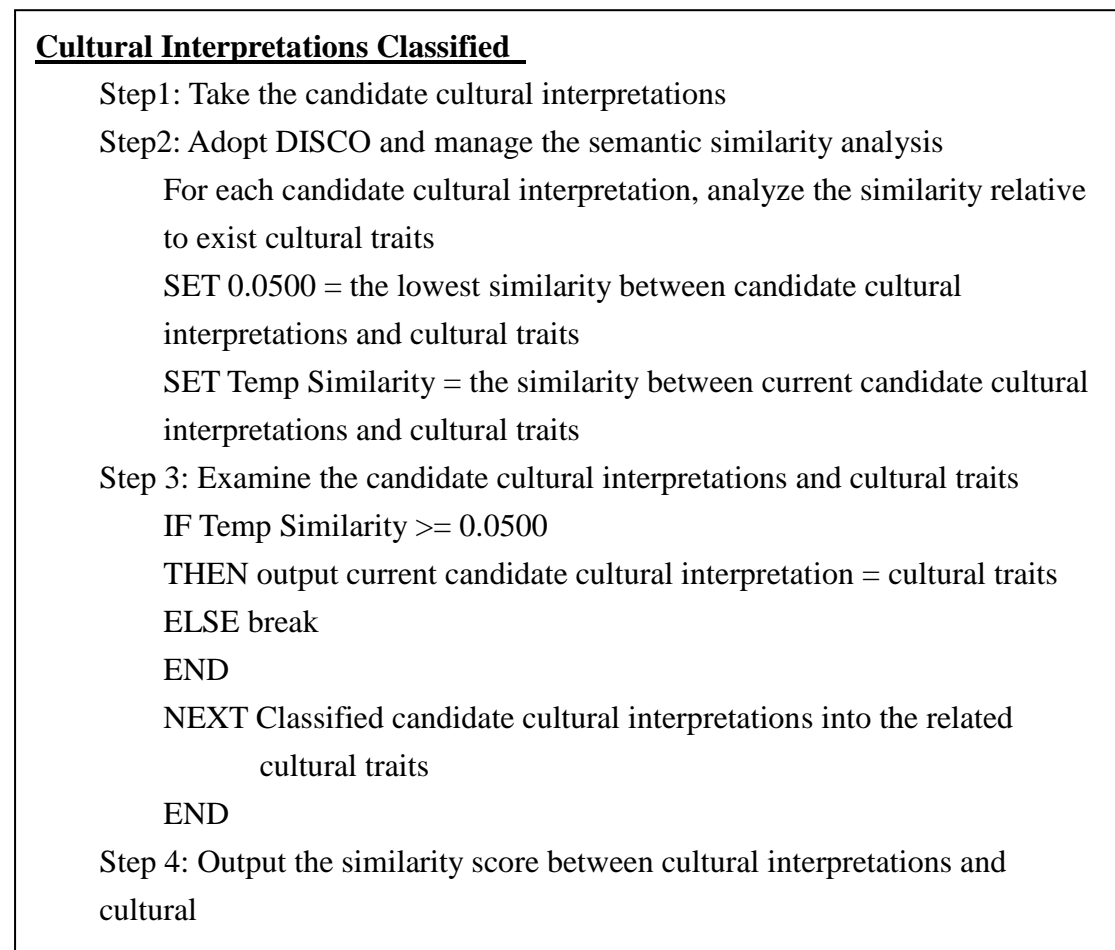 Cultural Interpretations Classified
Step1: Take the candidate cultural interpretations
Step2: Adopt DISCO and manage the semantic similarity analysis
For each candidate cultural interpretation, analyze the similarity relative
to exist cultural traits
SET 0.0500 = the lowest similarity between candidate cultural
interpretations and cultural traits
SET Temp Similarity = the similarity between current candidate cultural
interpretations and cultural traits
Step 3: Examine the candidate cultural interpretations and cultural traits
IF Temp Similarity >= 0.0500
THEN output current candidate cultural interpretation = cultural traits
ELSE break
END
NEXT Classified candidate cultural interpretations into the related
cultural traits
END
Step 4: Output the similarity score between cultural interpretations and
cultural